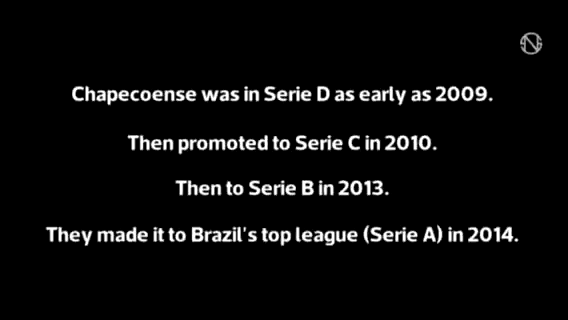 Chapecoense was in Serie D as early as 2009.
Then promoted to Serie C in 2010.
Then to Serie B in 2013.
They made it to Brazil's top league (Serie A) in 2014.